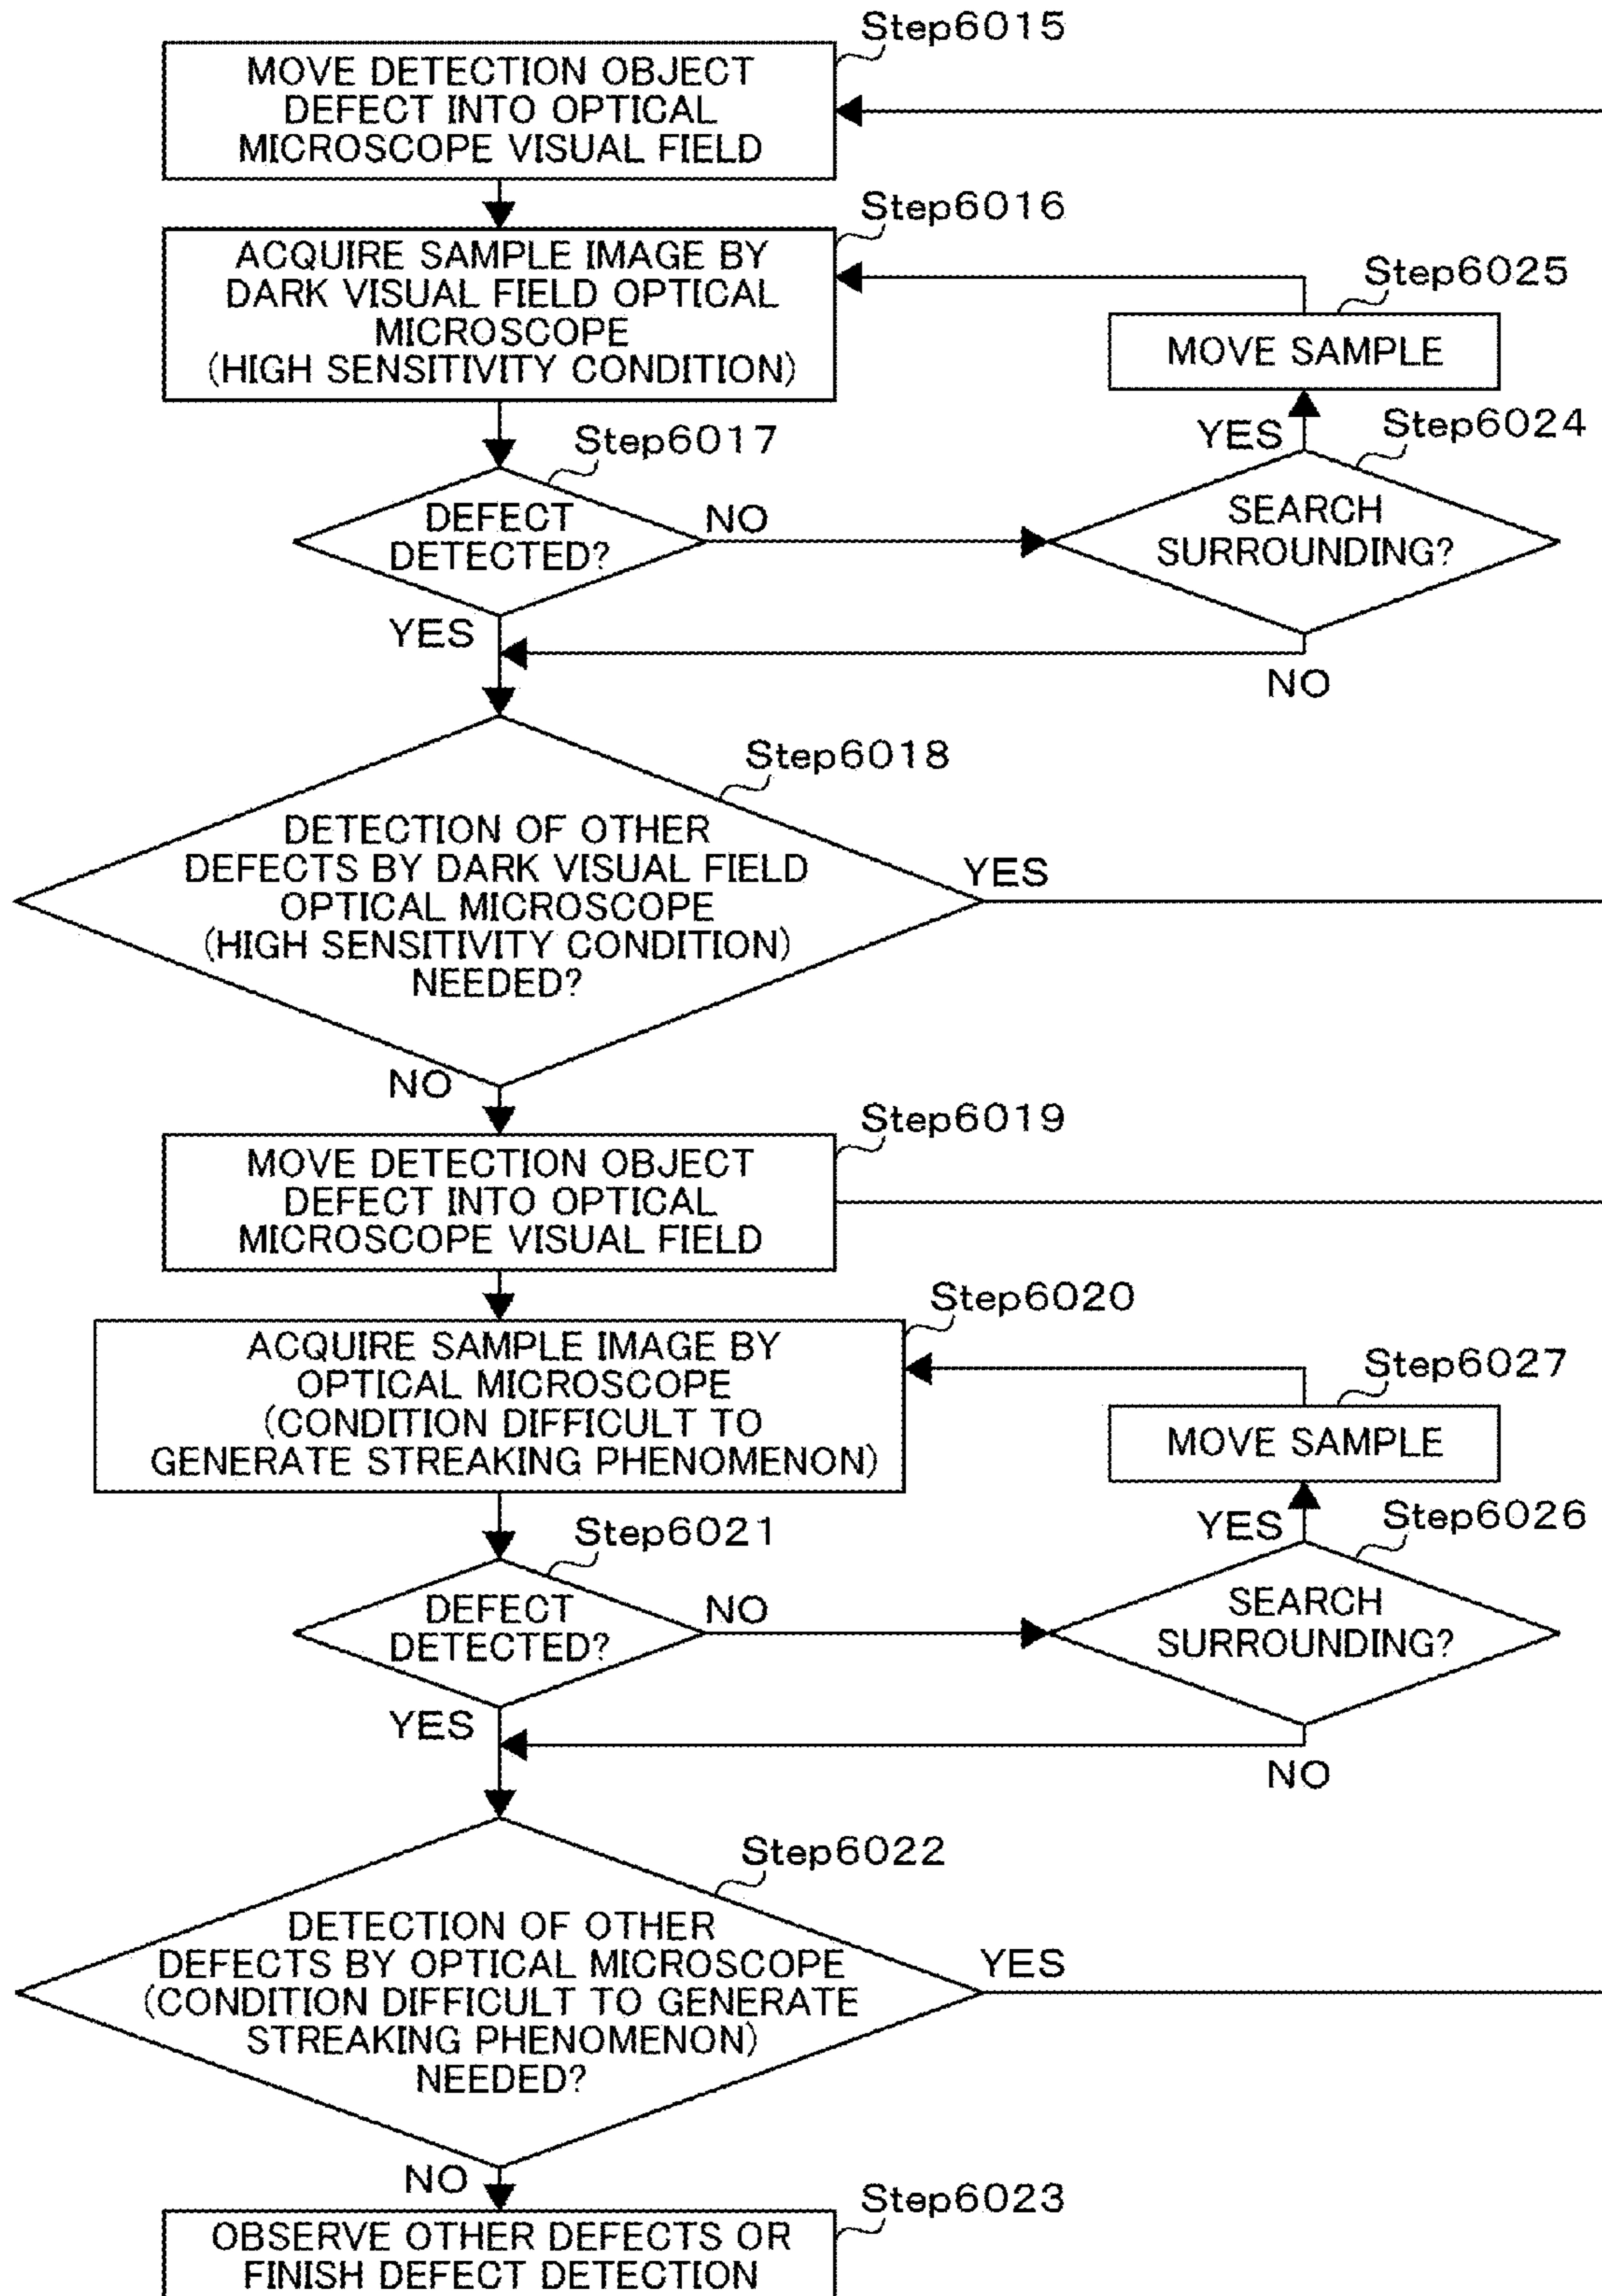 Step6015
MOVE DETECTION OBJECT
DEFECT INTO OPTICAL
MICROSCOPE VISUAL FIELD
Step6016
ACQUIRE SAMPLE IMAGE BY
DARK VISUAL FIELD OPTICAL
MICROSCOPE
(HIGH SENSITIVITY CONDITION)
Step6025
MOVE SAMPLE
Step6017
DEFECT
DETECTED?
NO
YES
Step6024
SEARCH
SURROUNDING?
YES
NO
Step6018
DETECTION OF OTHER
DEFECTS BY DARK VISUAL FIELD
OPTICAL MICROSCOPE
(HIGH SENSITIVITY CONDITION)
NEEDED?
YES
NO
Step6019
MOVE DETECTION OBJECT
DEFECT INTO OPTICAL
MICROSCOPE VISUAL FIELD
Step6020
ACQUIRE SAMPLE IMAGE BY
OPTICAL MICROSCOPE
(CONDITION DIFFICULT TO
GENERATE STREAKING PHENOMENON)
Step6027
MOVE SAMPLE
Step6021
DEFECT
DETECTED?
NO
YES
Step6026
SEARCH
SURROUNDING?
YES
NO
Step6022
DETECTION OF OTHER
DEFECTS BY OPTICAL MICROSCOPE
(CONDITION DIFFICULT TO GENERATE
STREAKING PHENOMENON)
NEEDED?
YES
NO
Step6023
OBSERVE OTHER DEFECTS OR
FINISH DEFECT DETECTION